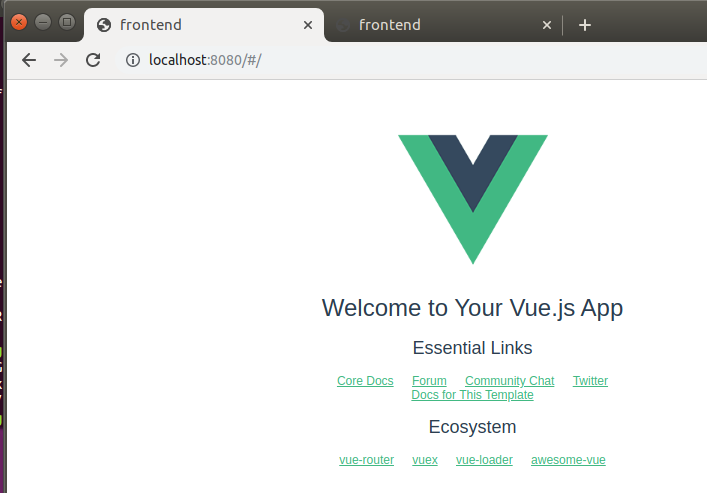 frontend frontend
localhost:8080/#/
Welcome to Your Vue.js App
Essential Links
Core Docs Forum Community Chat Twitter
Docs for This Template
Ecosystem
vue-router vuex vue-loader awesome-vue